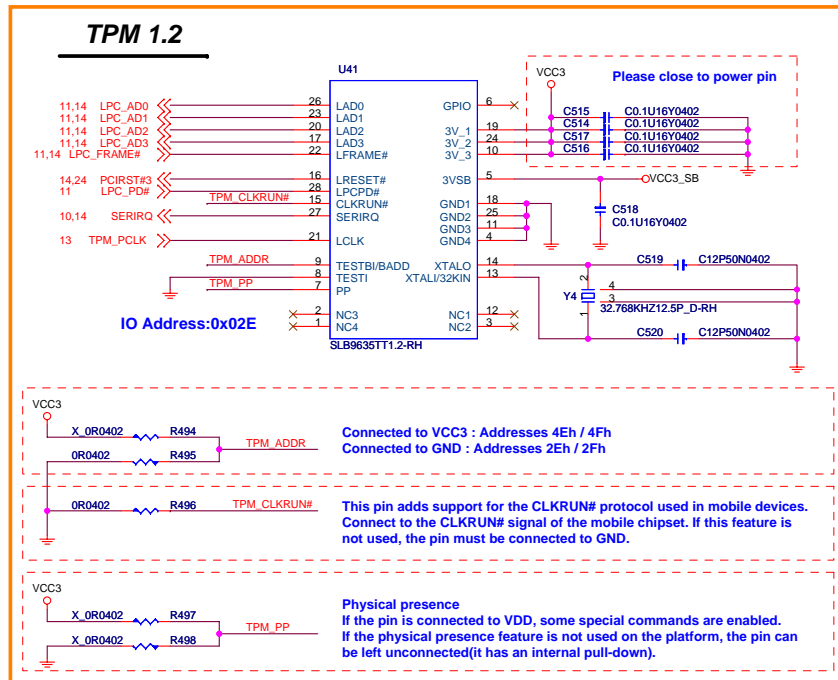 TPM 1.2
U41
VCC3
Please close to power pin
11,14 LPC_AD0 26 LAD0 GPIO 6
11,14 LPC_AD1 23 LAD1
11,14 LPC_AD2 20 LAD2 3V_1 19 C515 C0.1U16Y0402
11,14 LPC_AD3 17 LAD3 3V_2 24 C514 C0.1U16Y0402
11,14 LPC_FRAME# 22 LFRAME# 3V_3 10 C517 C0.1U16Y0402
C516 C0.1U16Y0402
14,24 PCIRST#3 16 LRESET# 3VSB 5 VCC3_SB
11 LPC_PD# 28 LPCPD#
TPM_CLKRUN# 15 CLKRUN# GND1 18
10,14 SERIRQ 27 SERIRQ GND2 25 C518
GND3 11 C0.1U16Y0402
13 TPM_PCLK 21 LCLK GND4 4
TPM_ADDR 9 TESTBI/BADD XTALO 14 C519 C12P50N0402
8 TESTI XTALI/32KIN 13
TPM_PP 7 PP
2 4
Y4 3
1 32.768KHZ12.5P_D-RH
2 NC3 NC1 12
1 NC4 NC2 3
C520 C12P50N0402
IO Address:0x02E
SLB9635TT1.2-RH
VCC3
X_0R0402 R494
TPM_ADDR
0R0402 R495
Connected to VCC3 : Addresses 4Eh / 4Fh
Connected to GND : Addresses 2Eh / 2Fh
0R0402 R496 TPM_CLKRUN#
This pin adds support for the CLKRUN# protocol used in mobile devices.
Connect to the CLKRUN# signal of the mobile chipset. If this feature is
not used, the pin must be connected to GND.
VCC3
X_0R0402 R497
TPM_PP
X_0R0402 R498
Physical presence
If the pin is connected to VDD, some special commands are enabled.
If the physical presence feature is not used on the platform, the pin can
be left unconnected(it has an internal pull-down).